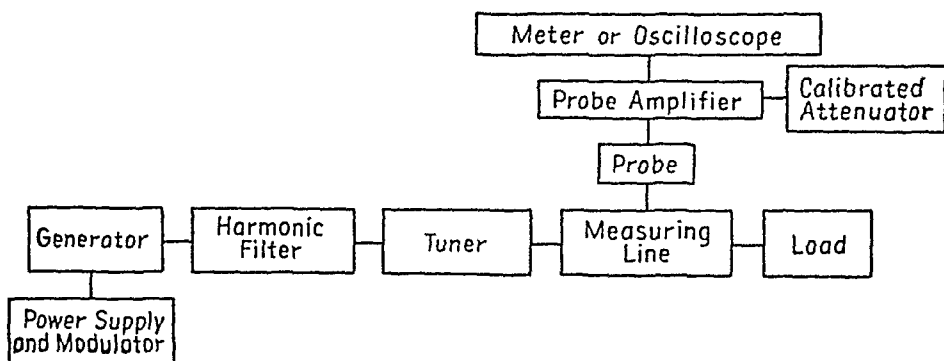 Meter or Oscilloscope
Probe Amplifier
Calibrated
Attenuator
Probe
Generator
Harmonic
Filter
Tuner
Measuring
Line
Load
Power Supply
and Modulator